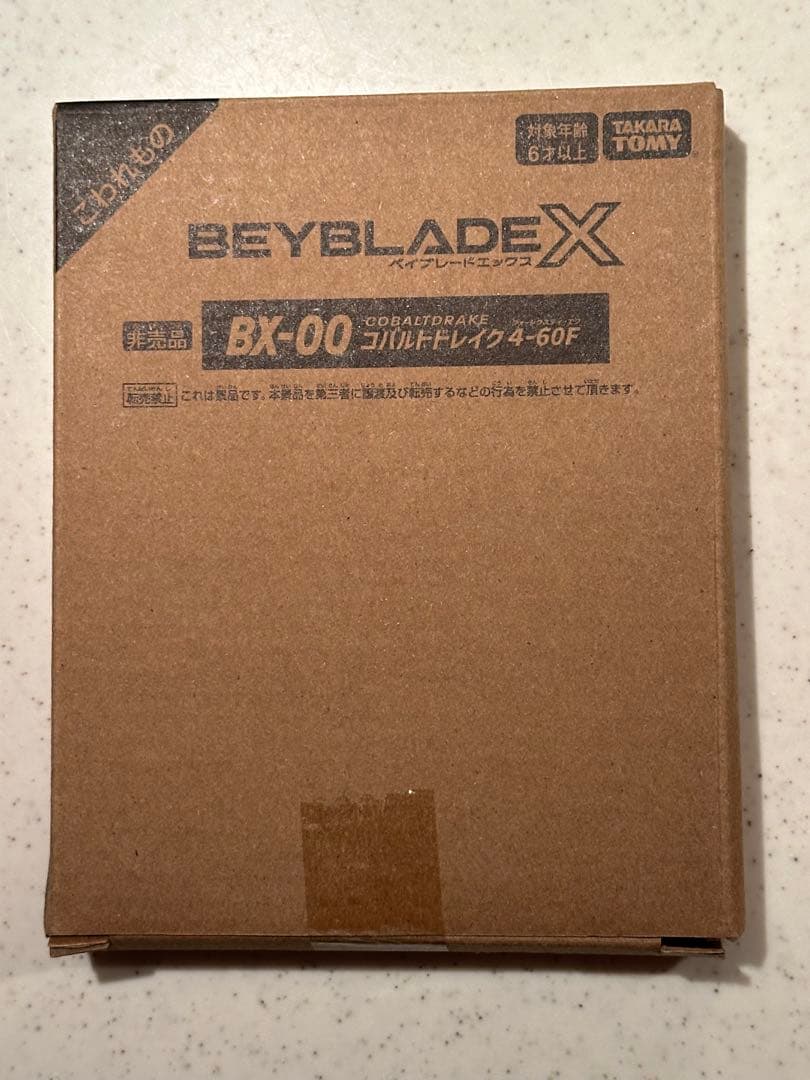 こわれもの
対象年齢
6才以上
TAKARA
TOMY
BEYBLADE X
ベイブレードエックス
非売品
BX-00
COBALTDRAKE
コバルトドレイク4-60F
転売禁止 これは景品です。本景品を第三者に譲渡及び転売するなどの行為を禁止させて頂きます。